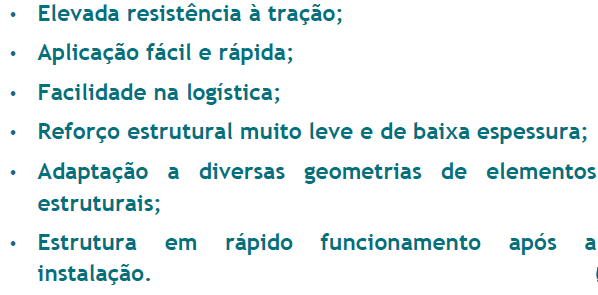 • Elevada resistência à tração;
• Aplicação fácil e rápida;
• Facilidade na logística;
• Reforço estrutural muito leve e de baixa espessura;
• Adaptação a diversas geometrias de elementos
estruturais;
• Estrutura em rápido funcionamento após a
instalação.